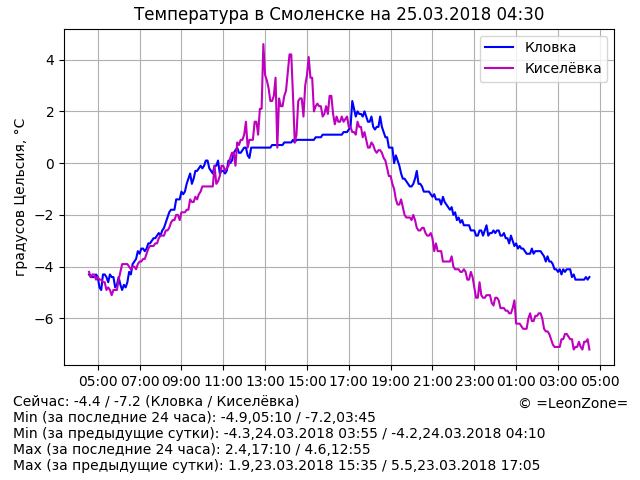 Температура в Смоленске на 25.03.2018 04:30
Кловка
Киселёвка
градусов Цельсия, °C
4
2
0
−2
−4
−6
05:00 07:00 09:00 11:00 13:00 15:00 17:00 19:00 21:00 23:00 01:00 03:00 05:00
© =LeonZone=
Сейчас: -4.4 / -7.2 (Кловка / Киселёвка)
Min (за последние 24 часа): -4.9,05:10 / -7.2,03:45
Min (за предыдущие сутки): -4.3,24.03.2018 03:55 / -4.2,24.03.2018 04:10
Max (за последние 24 часа): 2.4,17:10 / 4.6,12:55
Max (за предыдущие сутки): 1.9,23.03.2018 15:35 / 5.5,23.03.2018 17:05